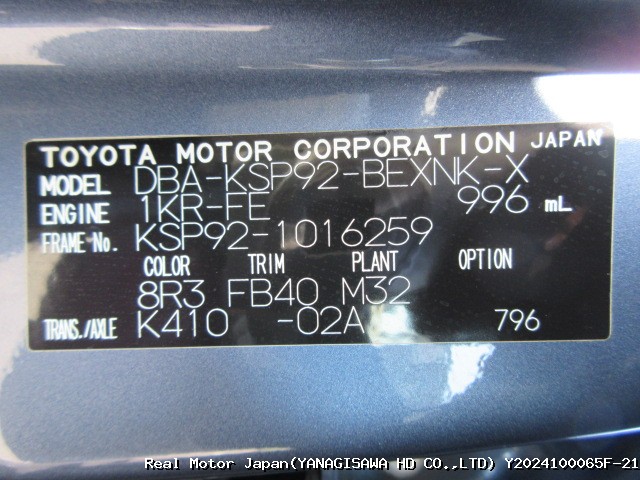 TOYOTA MOTOR CORPORATION JAPAN
MODEL DBA-KSP92-BEXNK-X
ENGINE 1KR-FE 996 mL
FRAME No. KSP92-1016259
COLOR TRIM PLANT OPTION
8R3 FB40 M32
TRANS./AXLE K410 -02A 796
Real Motor Japan(YANAGISAWA HD CO.,LTD) Y2024100065F-21